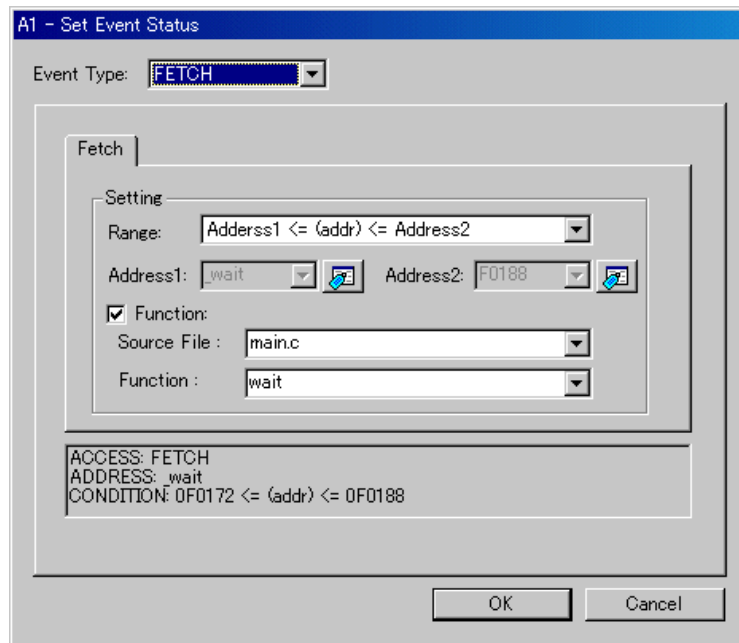 A1 - Set Event Status
Event Type: FETCH
Fetch
Setting
Range: Adderss1 <= (addr) <= Address2
Address1: _wait Address2: F0188
Function:
Source File : main.c
Function : wait
ACCESS: FETCH
ADDRESS: _wait
CONDITION: 0F0172 <= (addr) <= 0F0188
OK Cancel